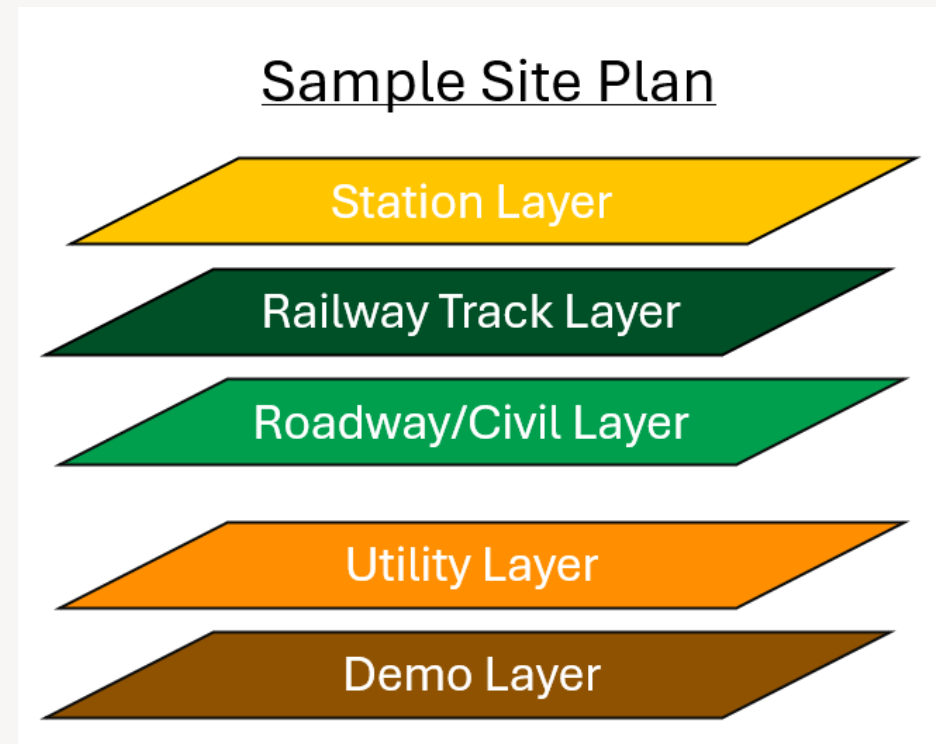 Sample Site Plan
Station Layer
Railway Track Layer
Roadway/Civil Layer
Utility Layer
Demo Layer